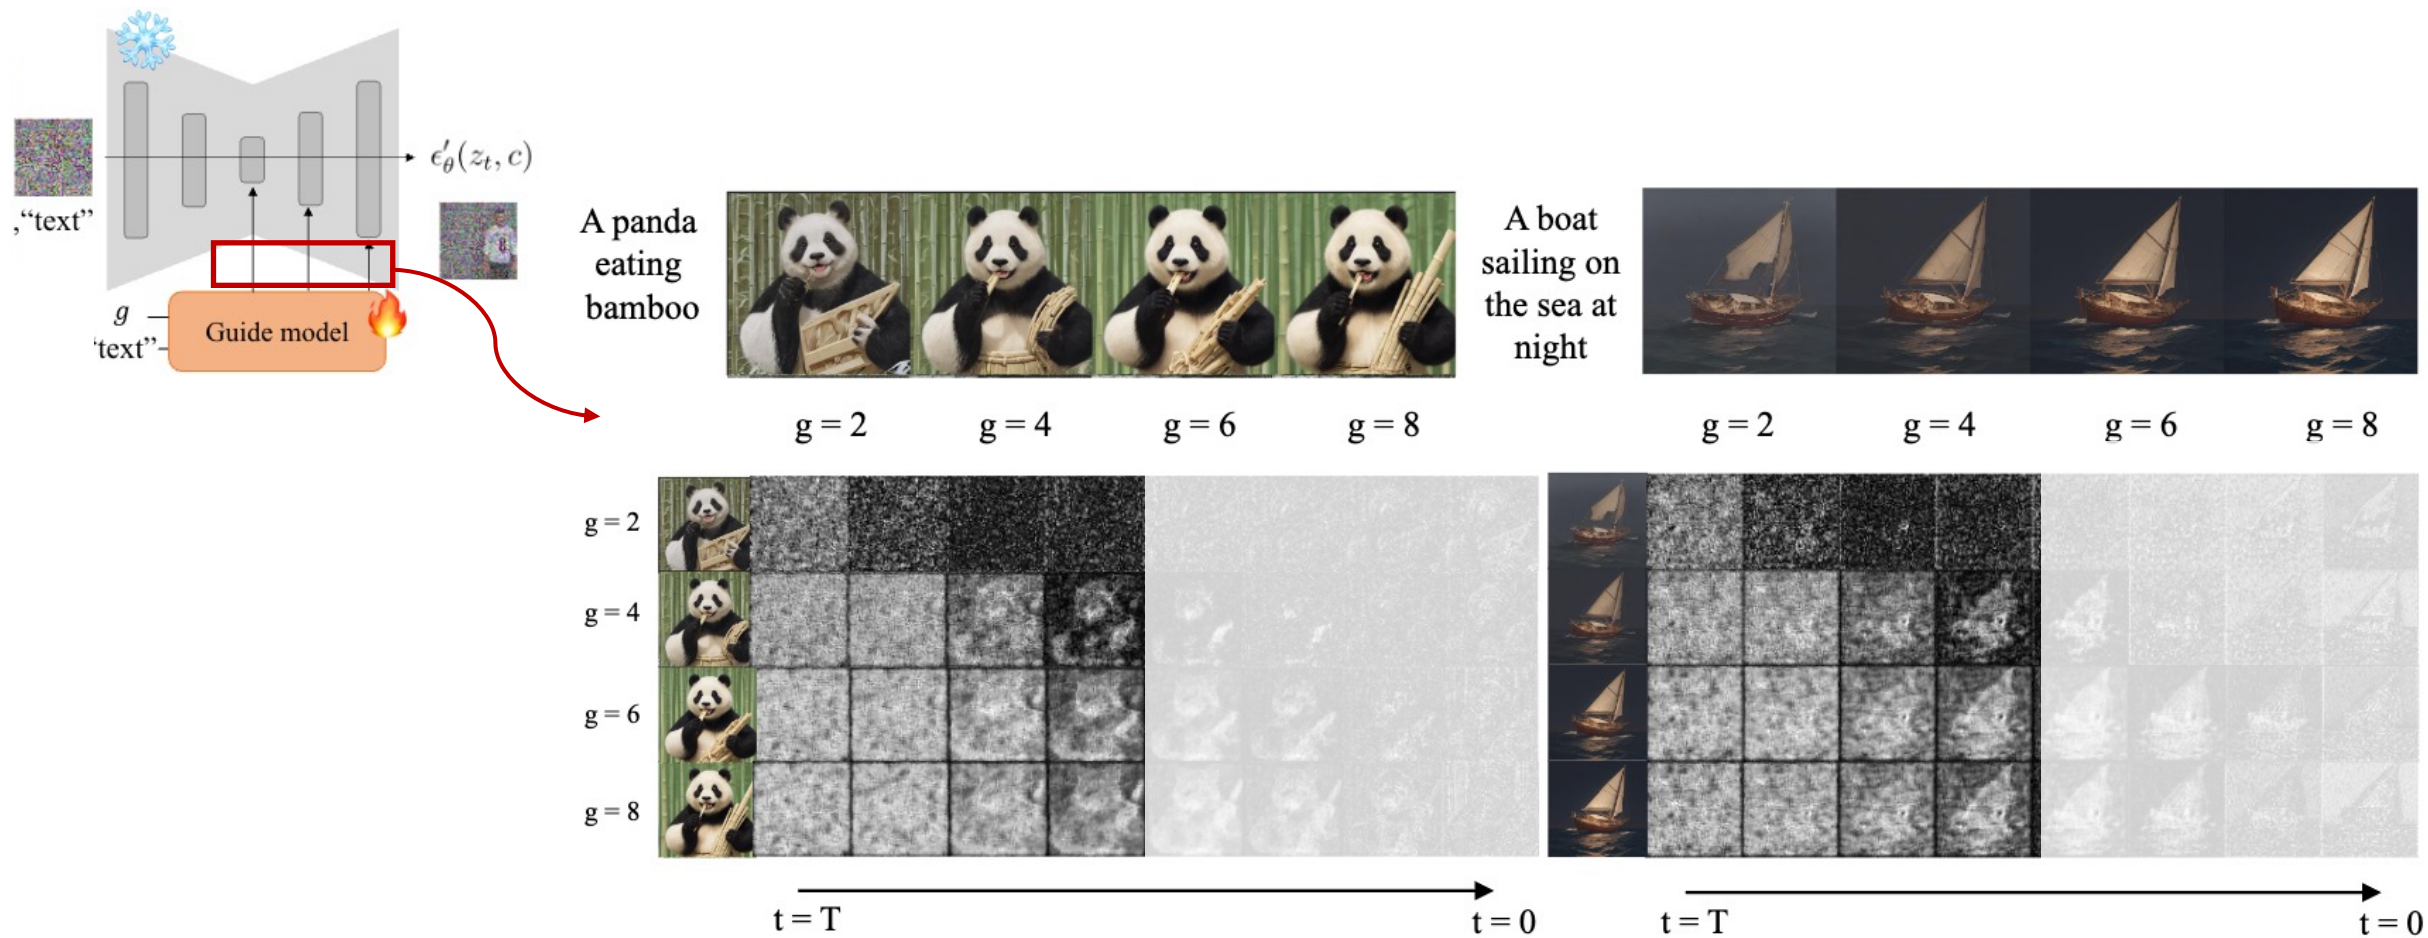 ,“text”
ϵ′θ(zt, c)
g
‘text”
Guide model
A panda
eating
bamboo
g = 2
g = 4
g = 6
g = 8
A boat
sailing on
the sea at
night
g = 2
g = 4
g = 6
g = 8
g = 2
g = 4
g = 6
g = 8
t = T
t = 0
t = T
t = 0